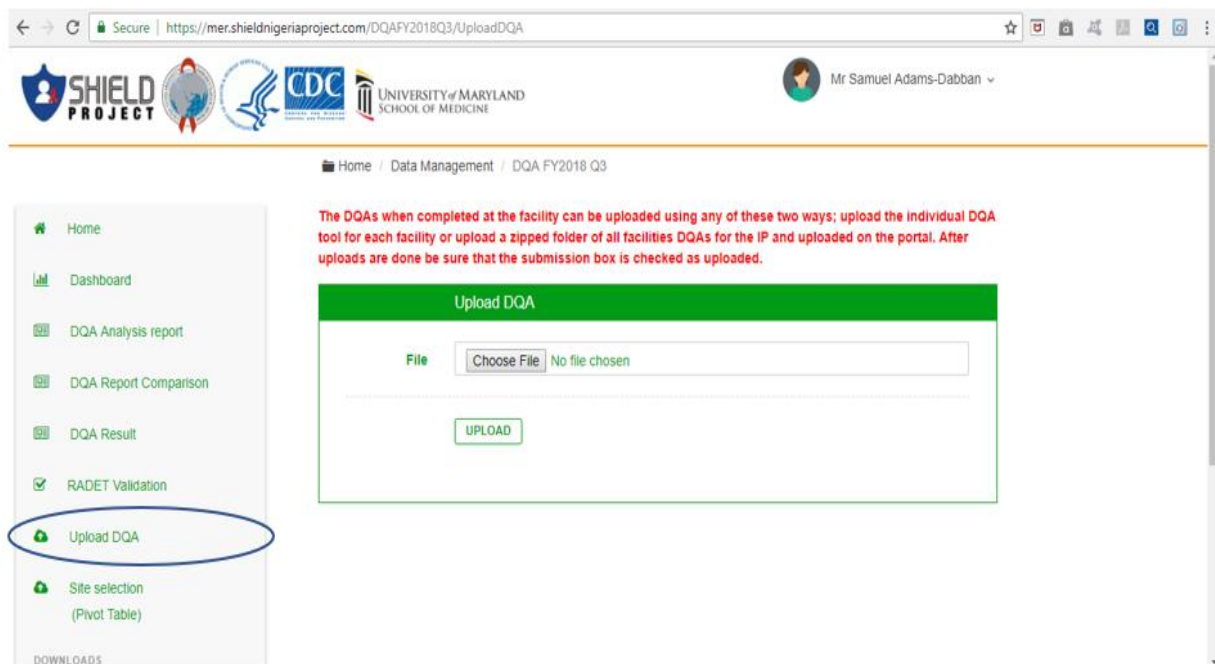 Secure | https://mer.shieldnigeriaproject.com/DQAFY2018Q3/UploadDQA
SHIELD
PROJECT
CDC
UNIVERSITY of MARYLAND
SCHOOL OF MEDICINE
Mr Samuel Adams-Dabban
Home / Data Management / DQA FY2018 Q3
The DQAs when completed at the facility can be uploaded using any of these two ways; upload the individual DQA
tool for each facility or upload a zipped folder of all facilities DQAs for the IP and uploaded on the portal. After
uploads are done be sure that the submission box is checked as uploaded.
Home
Dashboard
DQA Analysis report
DQA Report Comparison
DQA Result
RADET Validation
Upload DQA
Site selection
(Pivot Table)
DOWNLOADS
Upload DQA
File Choose File No file chosen
UPLOAD